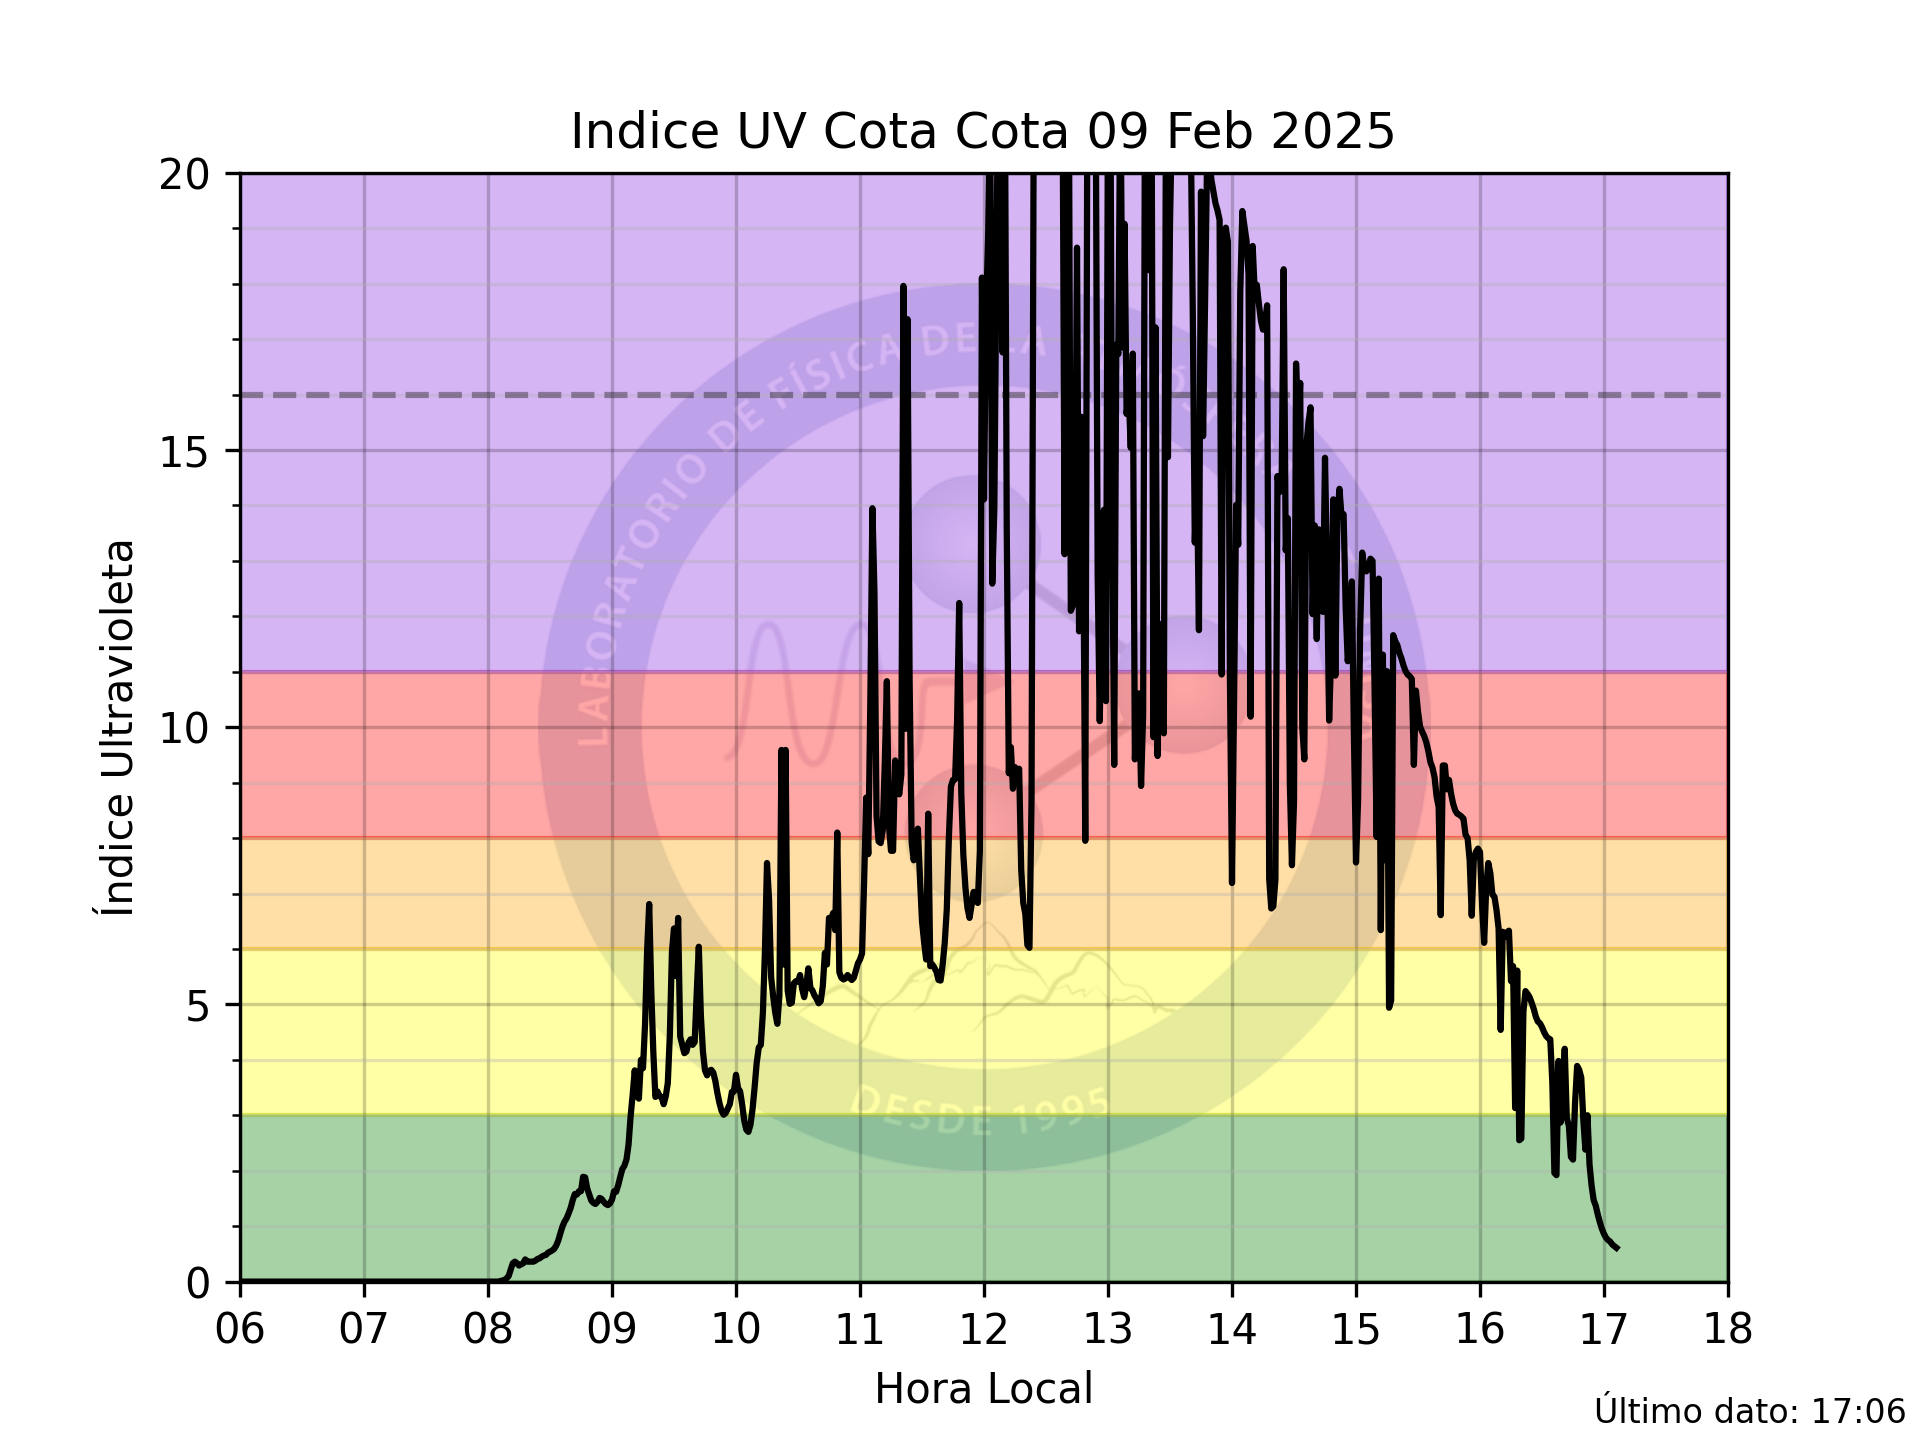 Indice UV Cota Cota 09 Feb 2025
20
15
10
5
0
Índice Ultravioleta
LABORATORIO DE FÍSICA DE LA
DESDE 1995
06 07 08 09 10 11 12 13 14 15 16 17 18
Hora Local
Último dato: 17:06